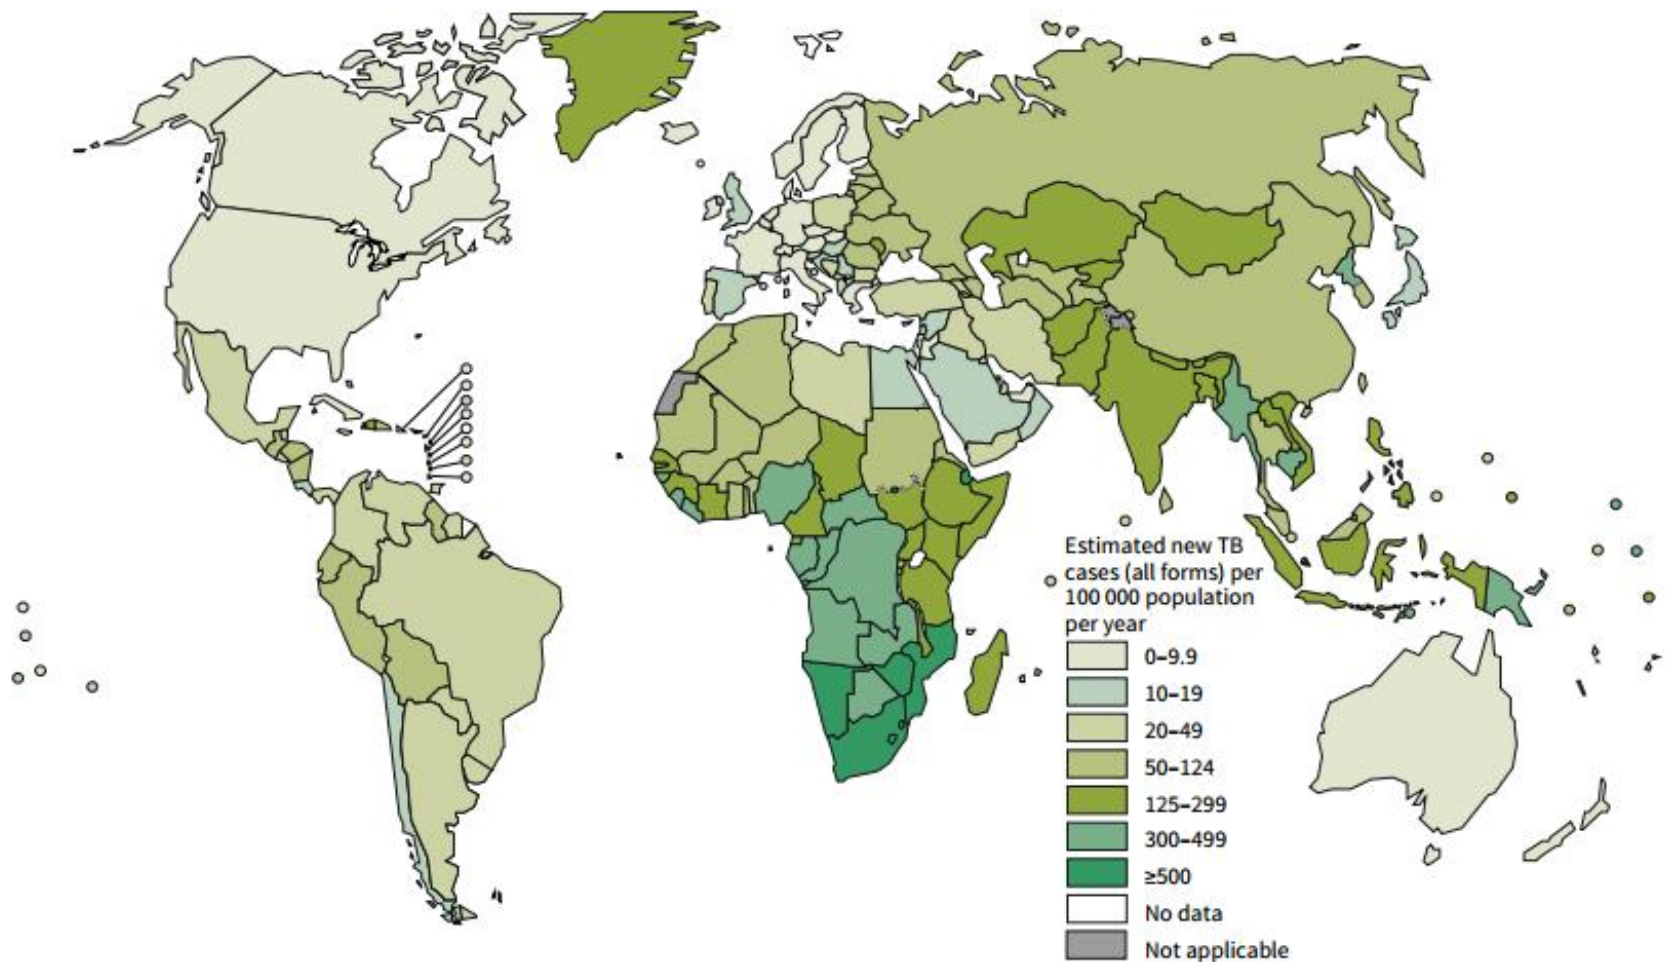 Estimated new TB
cases (all forms) per
100 000 population
per year
0–9.9
10–19
20–49
50–124
125–299
300–499
≥500
No data
Not applicable